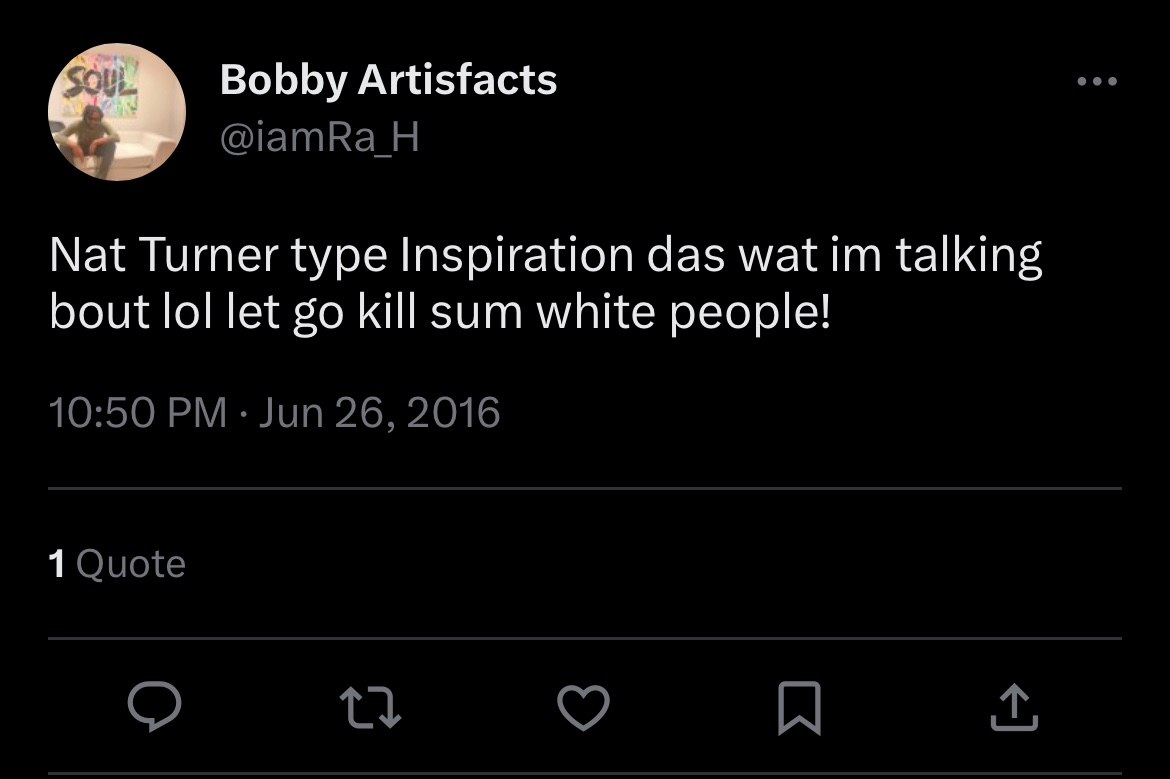 SOUL
Bobby Artisfacts
@iamRa_H
Nat Turner type Inspiration das wat im talking
bout lol let go kill sum white people!
10:50 PM · Jun 26, 2016
1 Quote